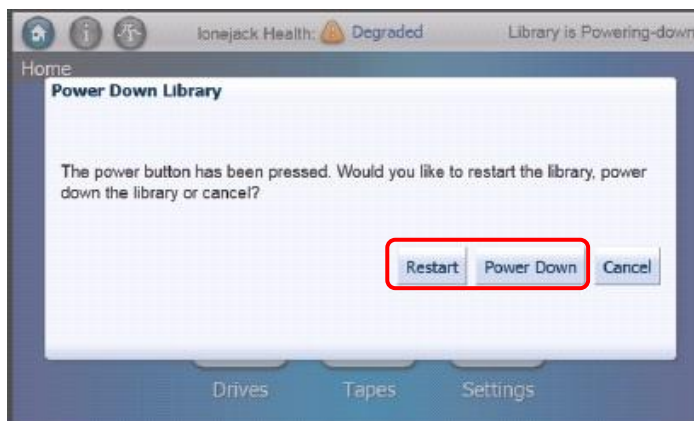 lonejack Health: Degraded Library is Powering-down
Home
Power Down Library
The power button has been pressed. Would you like to restart the library, power
down the library or cancel?
Restart Power Down Cancel
Drives Tapes Settings